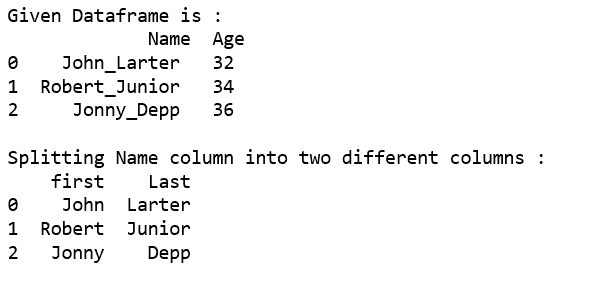 Given Dataframe is :
             Name  Age
0     John_Larter   32
1  Robert_Junior   34
2      Jonny_Depp   36
Splitting Name column into two different columns :
    first    Last
0    John  Larter
1  Robert  Junior
2   Jonny    Depp